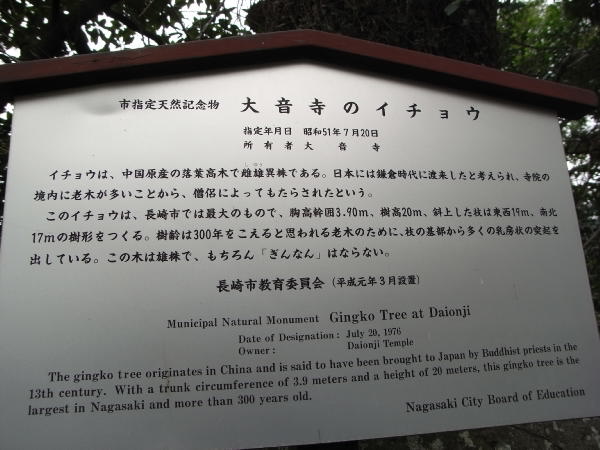 市指定天然記念物 大音寺のイチョウ
指定年月日 昭和51年7月20日
所有者 大音寺
イチョウは、中国原産の落葉高木で雌雄異株である。日本には鎌倉時代に渡来したと考えられ、寺院の
境内に老木が多いことから、僧侶によってもたらされたという。
このイチョウは、長崎市では最大のもので、胸高幹囲3.90m、樹高20m、斜上した枝は東西19m、南北
17mの樹形をつくる。樹齢は300年をこえると思われる老木のために、枝の基部から多くの乳房状の突起を
出している。この木は雄株で、もちろん「ぎんなん」はならない。
長崎市教育委員会（平成元年3月設置）
Municipal Natural Monument Gingko Tree at Daionji
Date of Designation: July 20, 1976
Owner: Daionji Temple
The gingko tree originates in China and is said to have been brought to Japan by Buddhist priests in the
13th century. With a trunk circumference of 3.9 meters and a height of 20 meters, this gingko tree is the
largest in Nagasaki and more than 300 years old.
Nagasaki City Board of Education